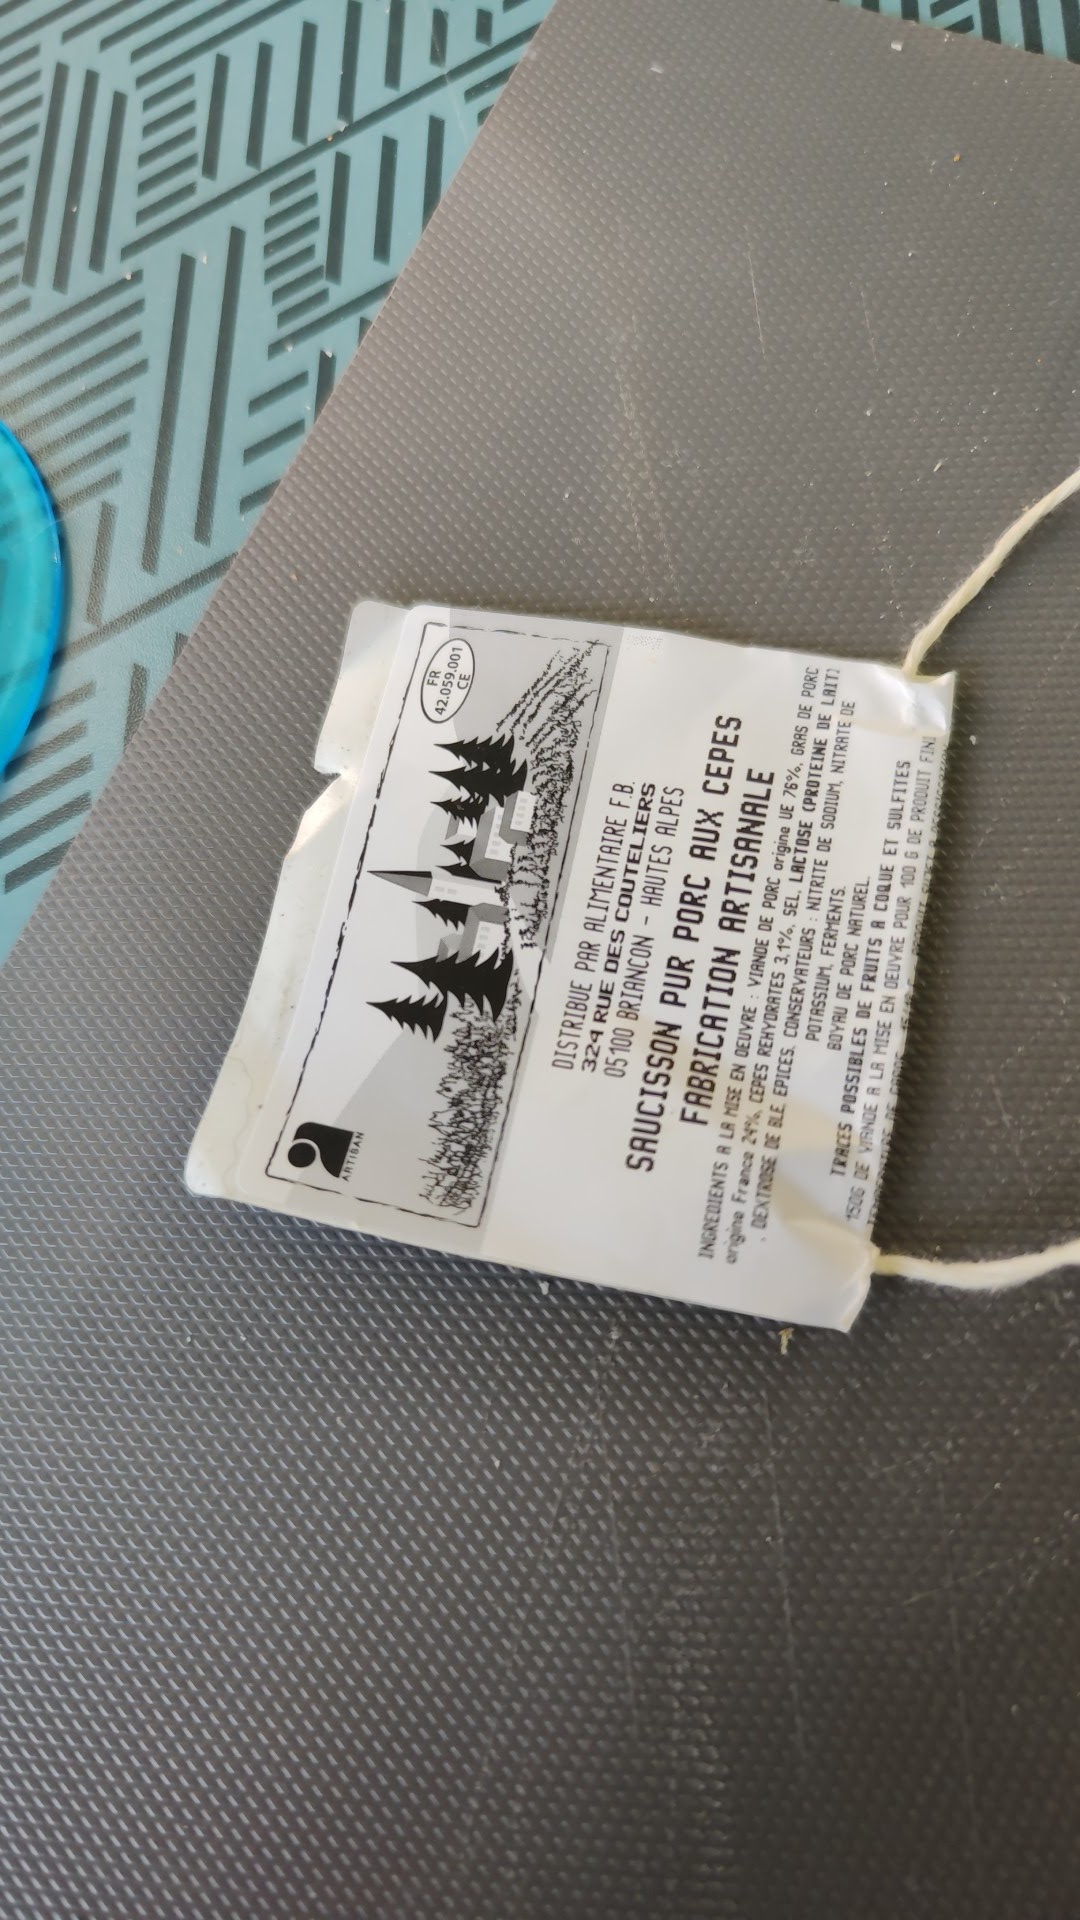 ARTISAN
FR
42.059.001
CE
DISTRIBUE PAR ALIMENTAIRE F.B.
324 RUE DES COUTELIERS
05100 BRIANCON - HAUTES ALPES
SAUCISSON PUR PORC AUX CEPES
FABRICATION ARTISANALE
INGREDIENTS A LA MISE EN OEUVRE : VIANDE DE PORC origine UE 76%, GRAS DE PORC
origine France 24%, CEPES REHYDRATES 3,1%, SEL, LACTOSE (PROTEINE DE LAIT)
, DEXTROSE DE BLE, EPICES, CONSERVATEURS : NITRITE DE SODIUM, NITRATE DE
POTASSIUM, FERMENTS.
BOYAU DE PORC NATUREL.
TRACES POSSIBLES DE FRUITS A COQUE ET SULFITES
150G DE VIANDE A LA MISE EN OEUVRE POUR 100 G DE PRODUIT FINI